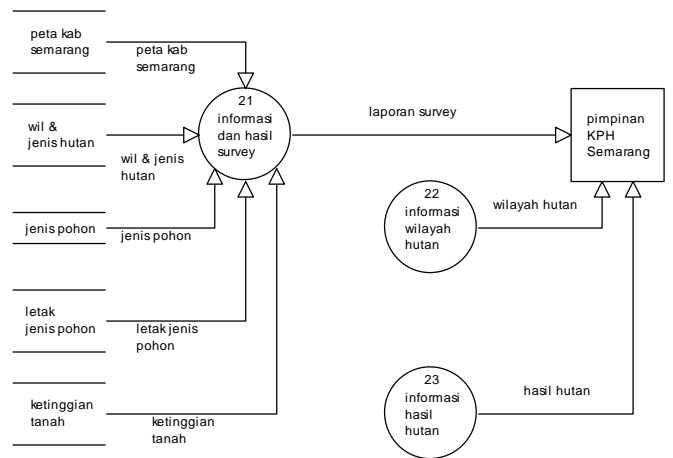 peta kab
semarang
peta kab
semarang
wil &
jenis hutan
wil & jenis
hutan
jenis pohon
jenis pohon
letak
jenis pohon
letak jenis
pohon
ketinggian
tanah
ketinggian
tanah
21
informasi
dan hasil
survey
laporan survey
pimpinan
KPH
Semarang
22
informasi
wilayah
hutan
wilayah hutan
23
informasi
hasil
hutan
hasil hutan